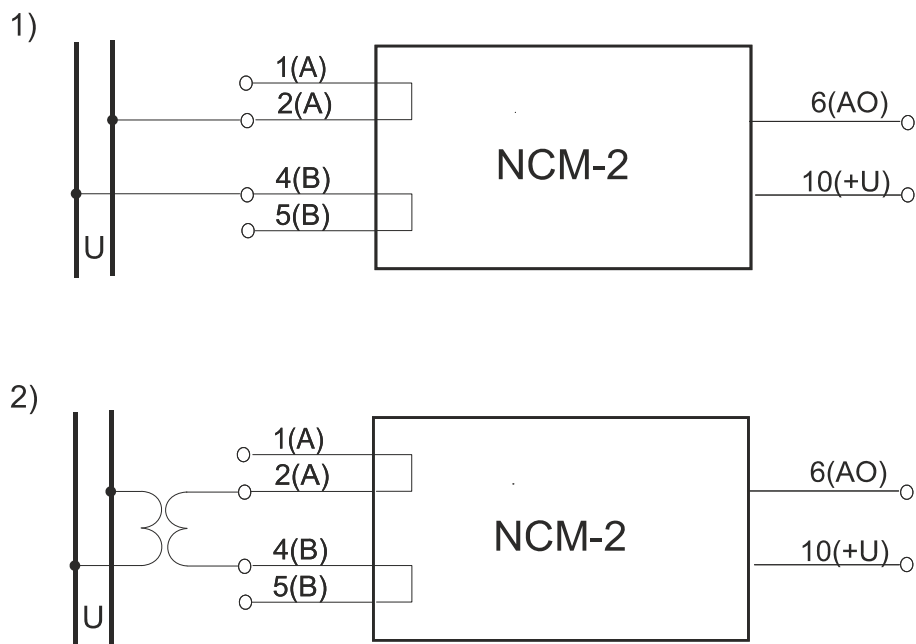 1)
1(A)
2(A)
6(AO)
NCM-2
4(B)
10(+U)
5(B)
U
2)
1(A)
2(A)
6(AO)
NCM-2
4(B)
10(+U)
5(B)
U